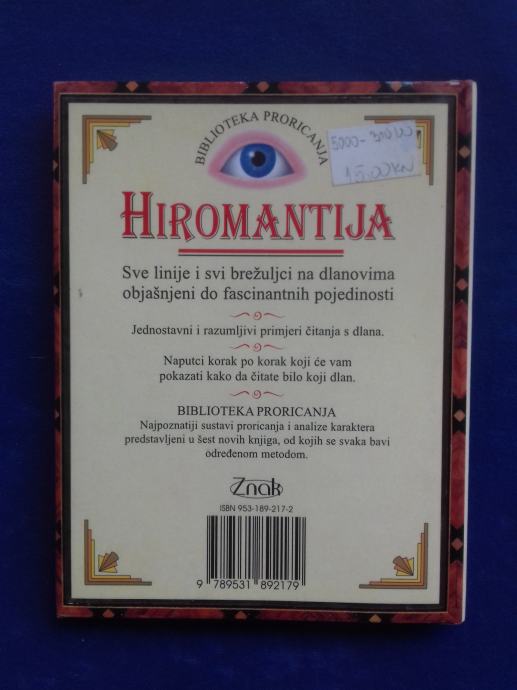 BIBLIOTEKA PRORICANJA
15.00 KN
HIROMANTIJA
Sve linije i svi brežuljci na dlanovima
objašnjeni do fascinantnih pojedinosti
Jednostavni i razumljivi primjeri čitanja s dlana.
Naputci korak po korak koji će vam
pokazati kako da čitate bilo koji dlan.
BIBLIOTEKA PRORICANJA
Najpoznatiji sustavi proricanja i analize karaktera
predstavljeni u šest novih knjiga, od kojih se svaka bavi
određenom metodom.
Znak
ISBN 953-189-217-2
9 789531 892179